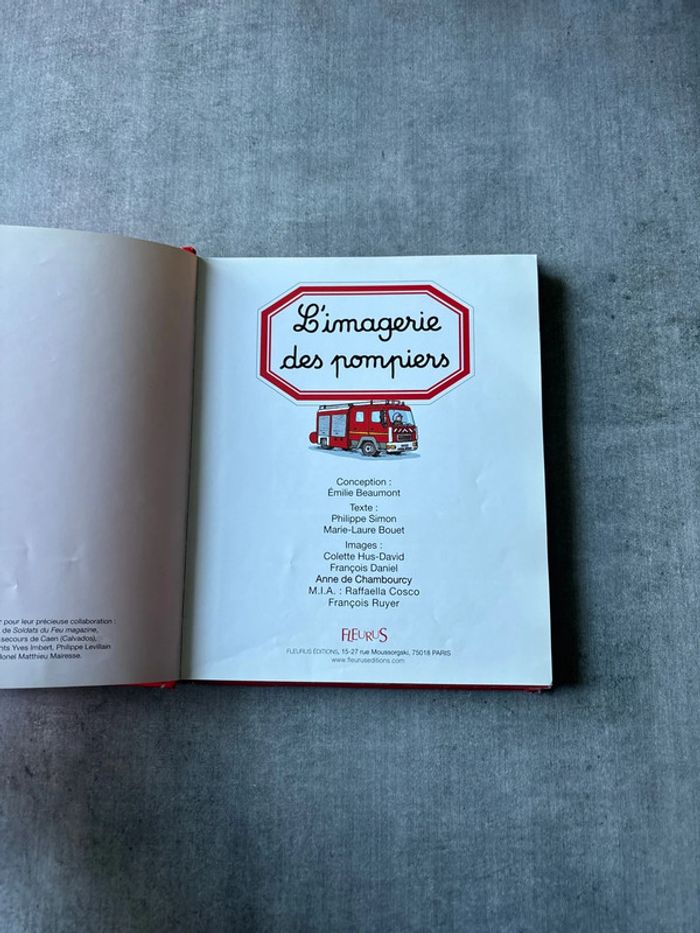 r pour leur précieuse collaboration :
de Soldats du Feu magazine,
secours de Caen (Calvados),
nts Yves Imbert, Philippe Levillain
lonel Matthieu Mairesse.
L'imagerie
des pompiers
Conception :
Émilie Beaumont
Texte :
Philippe Simon
Marie-Laure Bouet
Images :
Colette Hus-David
François Daniel
Anne de Chambourcy
M.I.A. : Raffaella Cosco
François Ruyer
FLEURUS
FLEURUS ÉDITIONS, 15-27 rue Moussorgski, 75018 PARIS
www.fleuruseditions.com